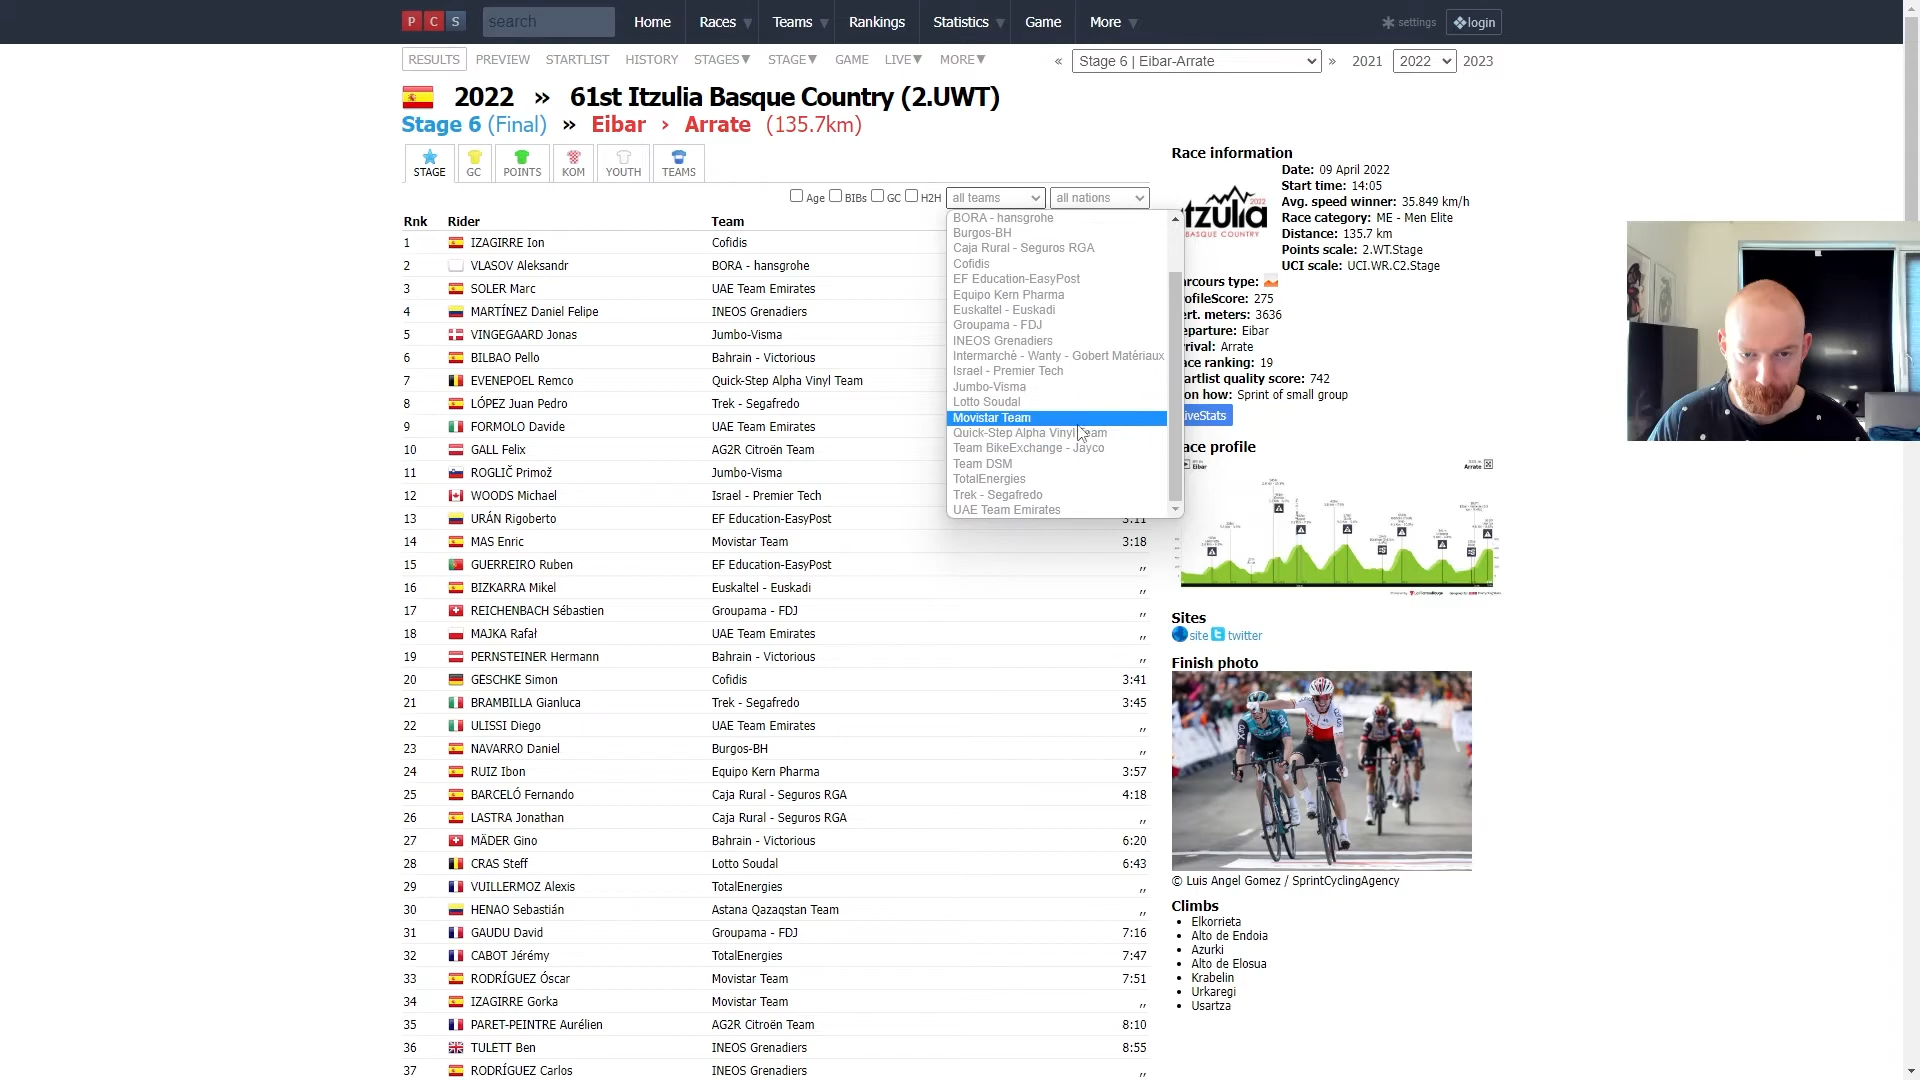 P C S search Home Races Teams Rankings Statistics Game More settings login
RESULTS PREVIEW STARTLIST HISTORY STAGES▼ STAGE▼ GAME LIVE▼ MORE▼ « Stage 6 | Eibar-Arrate » 2021 2022 2023
2022 » 61st Itzulia Basque Country (2.UWT)
Stage 6 (Final) » Eibar › Arrate (135.7km)
STAGE GC POINTS KOM YOUTH TEAMS
Age BIBs GC H2H all teams all nations
Rnk Rider Team
1 IZAGIRRE Ion Cofidis
2 VLASOV Aleksandr BORA - hansgrohe
3 SOLER Marc UAE Team Emirates
4 MARTÍNEZ Daniel Felipe INEOS Grenadiers
5 VINGEGAARD Jonas Jumbo-Visma
6 BILBAO Pello Bahrain - Victorious
7 EVENEPOEL Remco Quick-Step Alpha Vinyl Team
8 LÓPEZ Juan Pedro Trek - Segafredo
9 FORMOLO Davide UAE Team Emirates
10 GALL Felix AG2R Citroën Team
11 ROGLIČ Primož Jumbo-Visma
12 WOODS Michael Israel - Premier Tech
13 URÁN Rigoberto EF Education-EasyPost 3:11
14 MAS Enric Movistar Team 3:18
15 GUERREIRO Ruben EF Education-EasyPost ,,
16 BIZKARRA Mikel Euskaltel - Euskadi ,,
17 REICHENBACH Sébastien Groupama - FDJ ,,
18 MAJKA Rafał UAE Team Emirates ,,
19 PERNSTEINER Hermann Bahrain - Victorious ,,
20 GESCHKE Simon Cofidis 3:41
21 BRAMBILLA Gianluca Trek - Segafredo 3:45
22 ULISSI Diego UAE Team Emirates ,,
23 NAVARRO Daniel Burgos-BH ,,
24 RUIZ Ibon Equipo Kern Pharma 3:57
25 BARCELÓ Fernando Caja Rural - Seguros RGA 4:18
26 LASTRA Jonathan Caja Rural - Seguros RGA ,,
27 MÄDER Gino Bahrain - Victorious 6:20
28 CRAS Steff Lotto Soudal 6:43
29 VUILLERMOZ Alexis TotalEnergies ,,
30 HENAO Sebastián Astana Qazaqstan Team ,,
31 GAUDU David Groupama - FDJ 7:16
32 CABOT Jérémy TotalEnergies 7:47
33 RODRÍGUEZ Óscar Movistar Team 7:51
34 IZAGIRRE Gorka Movistar Team ,,
35 PARET-PEINTRE Aurélien AG2R Citroën Team 8:10
36 TULETT Ben INEOS Grenadiers 8:55
37 RODRÍGUEZ Carlos INEOS Grenadiers ,,
BORA - hansgrohe
Burgos-BH
Caja Rural - Seguros RGA
Cofidis
EF Education-EasyPost
Equipo Kern Pharma
Euskaltel - Euskadi
Groupama - FDJ
INEOS Grenadiers
Intermarché - Wanty - Gobert Matériaux
Israel - Premier Tech
Jumbo-Visma
Lotto Soudal
Movistar Team
Quick-Step Alpha Vinyl Team
Team BikeExchange - Jayco
Team DSM
TotalEnergies
Trek - Segafredo
UAE Team Emirates
Race information
tzulia 2022
BASQUE COUNTRY
Date: 09 April 2022
Start time: 14:05
Avg. speed winner: 35.849 km/h
Race category: ME - Men Elite
Distance: 135.7 km
Points scale: 2.WT.Stage
UCI scale: UCI.WR.C2.Stage
arcours type:
rofileScore: 275
ert. meters: 3636
eparture: Eibar
rrival: Arrate
ace ranking: 19
artlist quality score: 742
on how: Sprint of small group
iveStats
ace profile
Eibar Arrate
Sites
site twitter
Finish photo
© Luis Angel Gomez / SprintCyclingAgency
Climbs
• Elkorrieta
• Alto de Endoia
• Azurki
• Alto de Elosua
• Krabelin
• Urkaregi
• Usartza